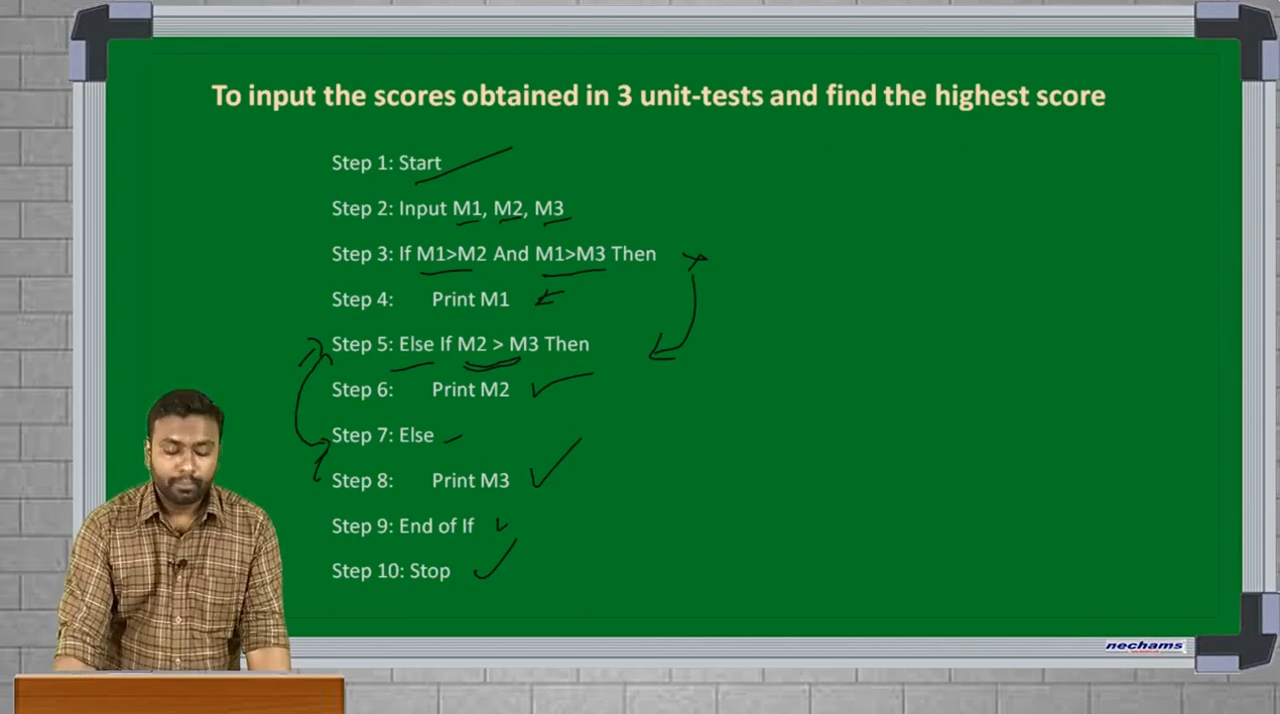 To input the scores obtained in 3 unit-tests and find the highest score
Step 1: Start
Step 2: Input M1, M2, M3
Step 3: If M1>M2 And M1>M3 Then
Step 4: Print M1
Step 5: Else If M2 > M3 Then
Step 6: Print M2
Step 7: Else
Step 8: Print M3
Step 9: End of If
Step 10: Stop
nechams